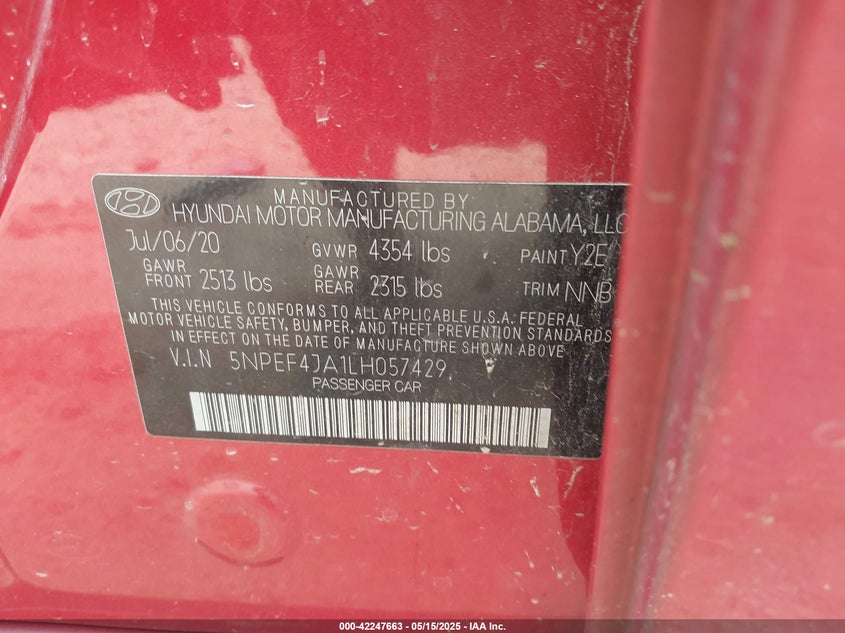 MANUFACTURED BY
HYUNDAI MOTOR MANUFACTURING ALABAMA, LLC
Jul/06/20 GVWR 4354 lbs PAINT Y2E
GAWR FRONT 2513 lbs GAWR REAR 2315 lbs TRIM NNB
THIS VEHICLE CONFORMS TO ALL APPLICABLE U.S.A. FEDERAL
MOTOR VEHICLE SAFETY, BUMPER, AND THEFT PREVENTION STANDARDS
IN EFFECT ON THE DATE OF MANUFACTURE SHOWN ABOVE
V.I.N 5NPEF4JA1LH057429
PASSENGER CAR
000-42247663 - 05/15/2025 - IAA Inc.